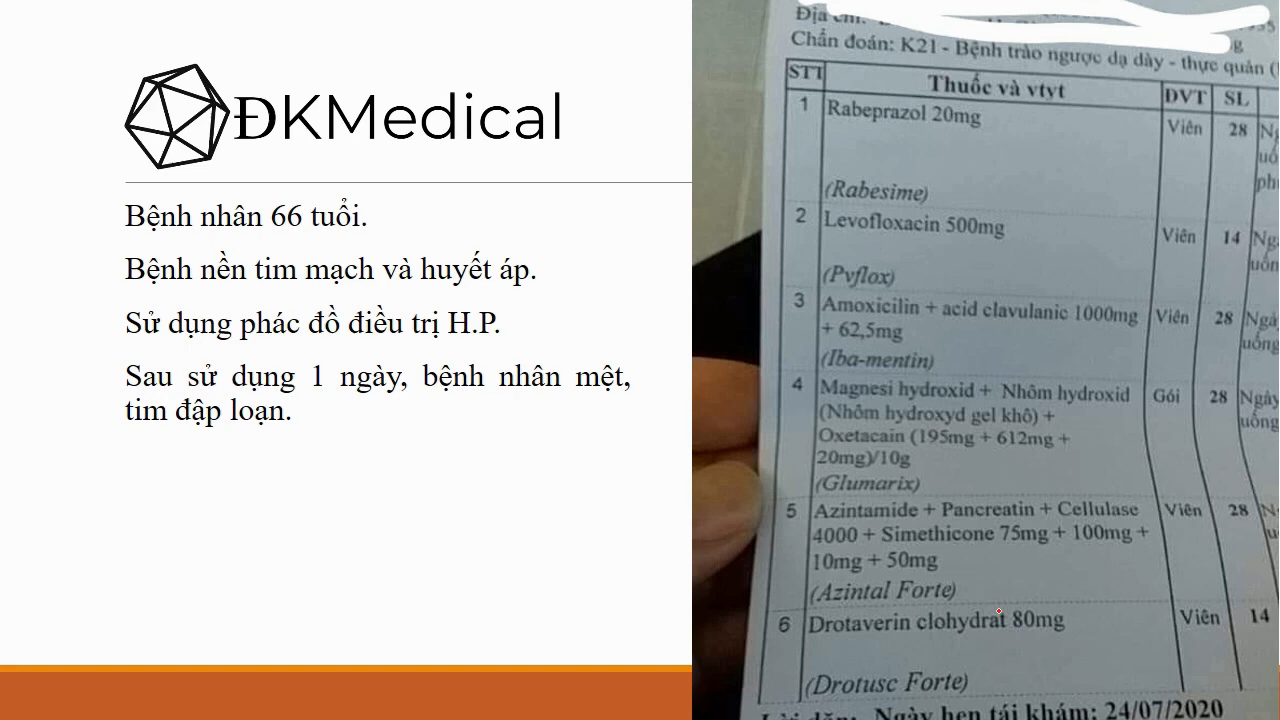 ĐKMedical
Bệnh nhân 66 tuổi.
Bệnh nền tim mạch và huyết áp.
Sử dụng phác đồ điều trị H.P.
Sau sử dụng 1 ngày, bệnh nhân mệt,
tim đập loạn.
Địa chỉ:
Chẩn đoán: K21 - Bệnh trào ngược dạ dày - thực quản (
STT Thuốc và vtyt ĐVT SL
1 Rabeprazol 20mg Viên 28
(Rabesime)
2 Levofloxacin 500mg Viên 14
(Pvflox)
3 Amoxicilin + acid clavulanic 1000mg Viên 28
+ 62,5mg
(Iba-mentin)
4 Magnesi hydroxid + Nhôm hydroxid Gói 28 Ngày
(Nhôm hydroxyd gel khô) + uống
Oxetacain (195mg + 612mg +
20mg)/10g
(Glumarix)
5 Azintamide + Pancreatin + Cellulase Viên 28
4000 + Simethicone 75mg + 100mg +
10mg + 50mg
(Azintal Forte)
6 Drotaverin clohydrat 80mg Viên 14
(Drotusc Forte)
Lời dặn: Ngày hẹn tái khám: 24/07/2020